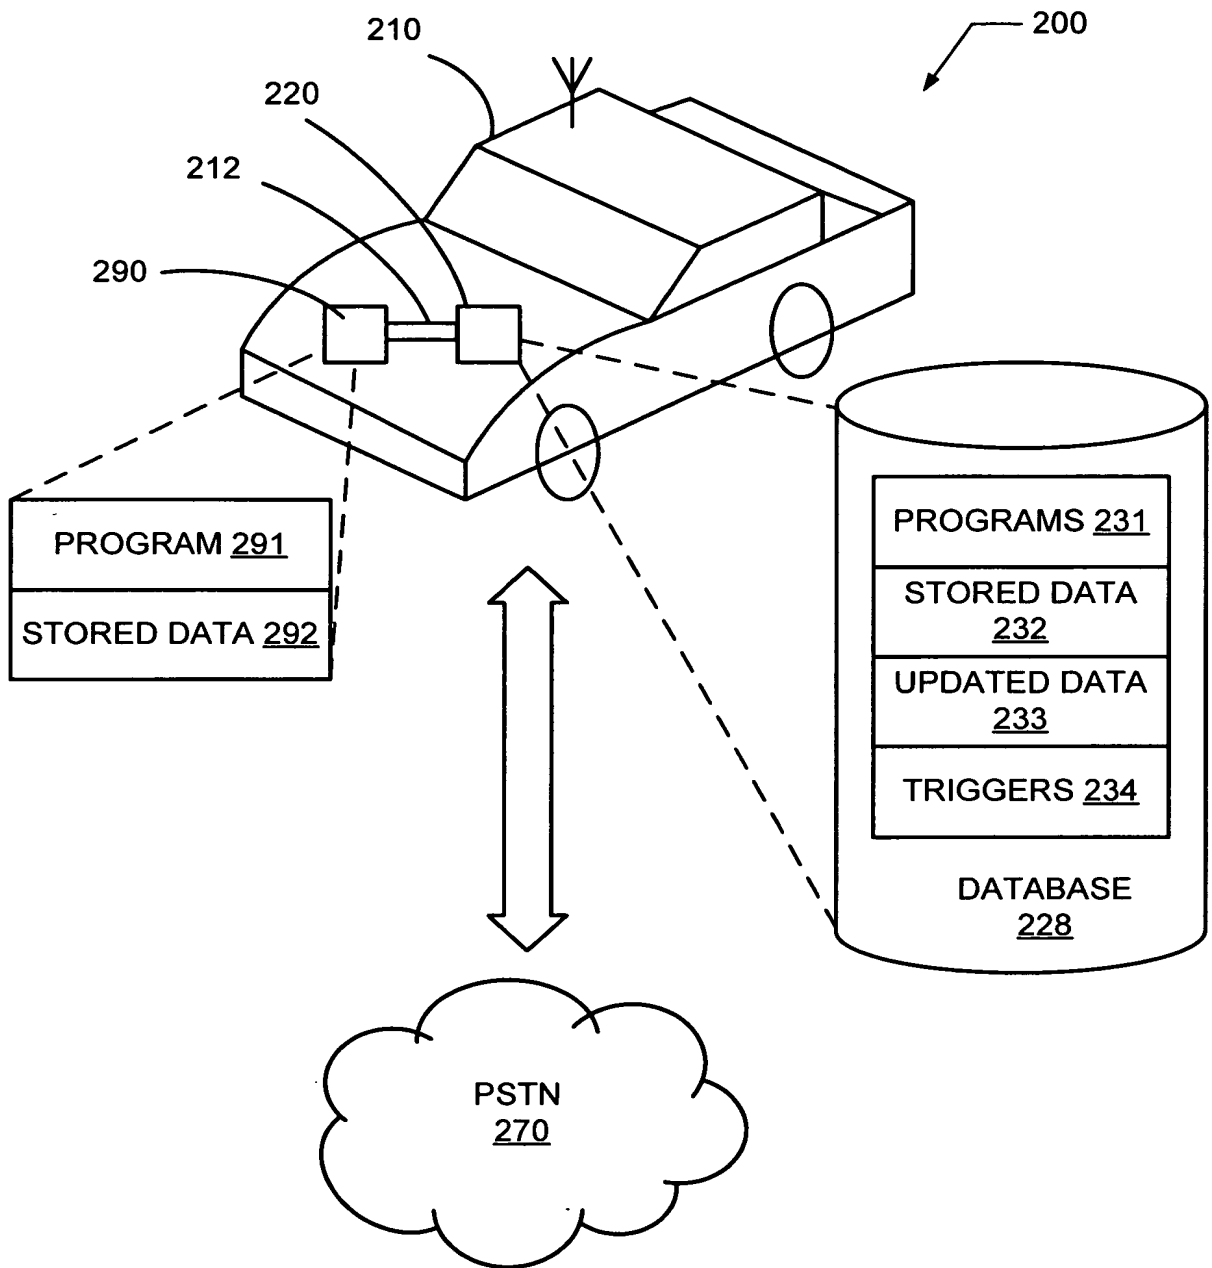 200
210
220
212
290
PROGRAM 291
STORED DATA 292
PROGRAMS 231
STORED DATA
232
UPDATED DATA
233
TRIGGERS 234
DATABASE
228
PSTN
270